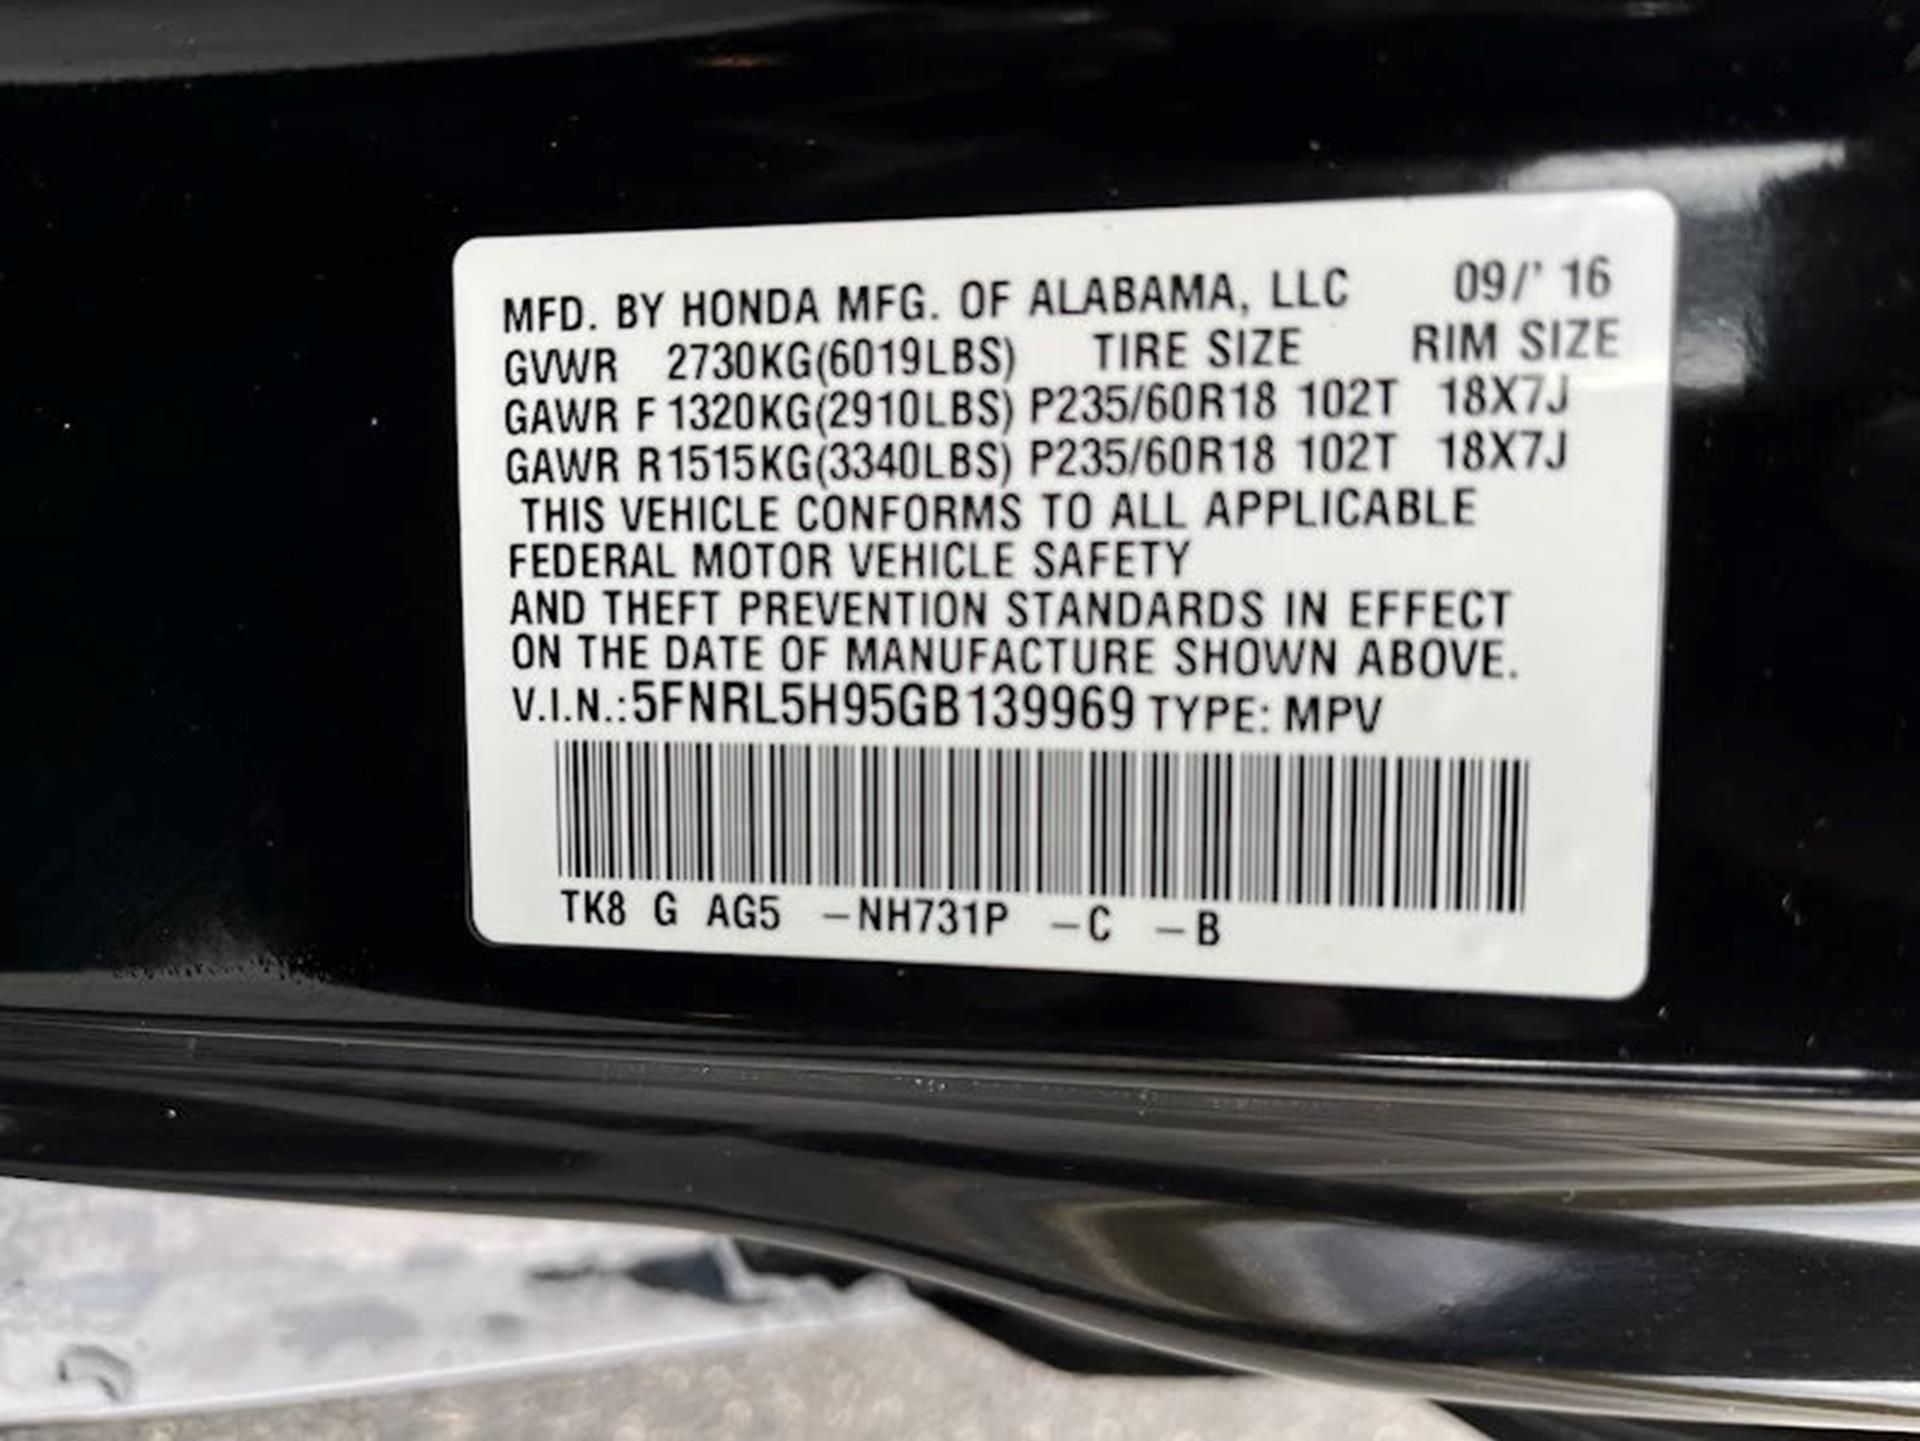 MFD. BY HONDA MFG. OF ALABAMA, LLC 09/' 16
GVWR 2730KG(6019LBS) TIRE SIZE RIM SIZE
GAWR F 1320KG(2910LBS) P235/60R18 102T 18X7J
GAWR R1515KG(3340LBS) P235/60R18 102T 18X7J
THIS VEHICLE CONFORMS TO ALL APPLICABLE
FEDERAL MOTOR VEHICLE SAFETY
AND THEFT PREVENTION STANDARDS IN EFFECT
ON THE DATE OF MANUFACTURE SHOWN ABOVE.
V.I.N.:5FNRL5H95GB139969 TYPE: MPV
TK8 G AG5 –NH731P –C –B